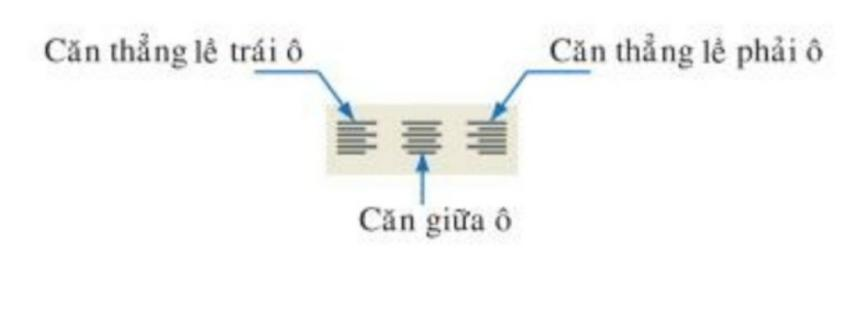 Căn thẳng lề trái ô
Căn thẳng lề phải ô
Căn giữa ô